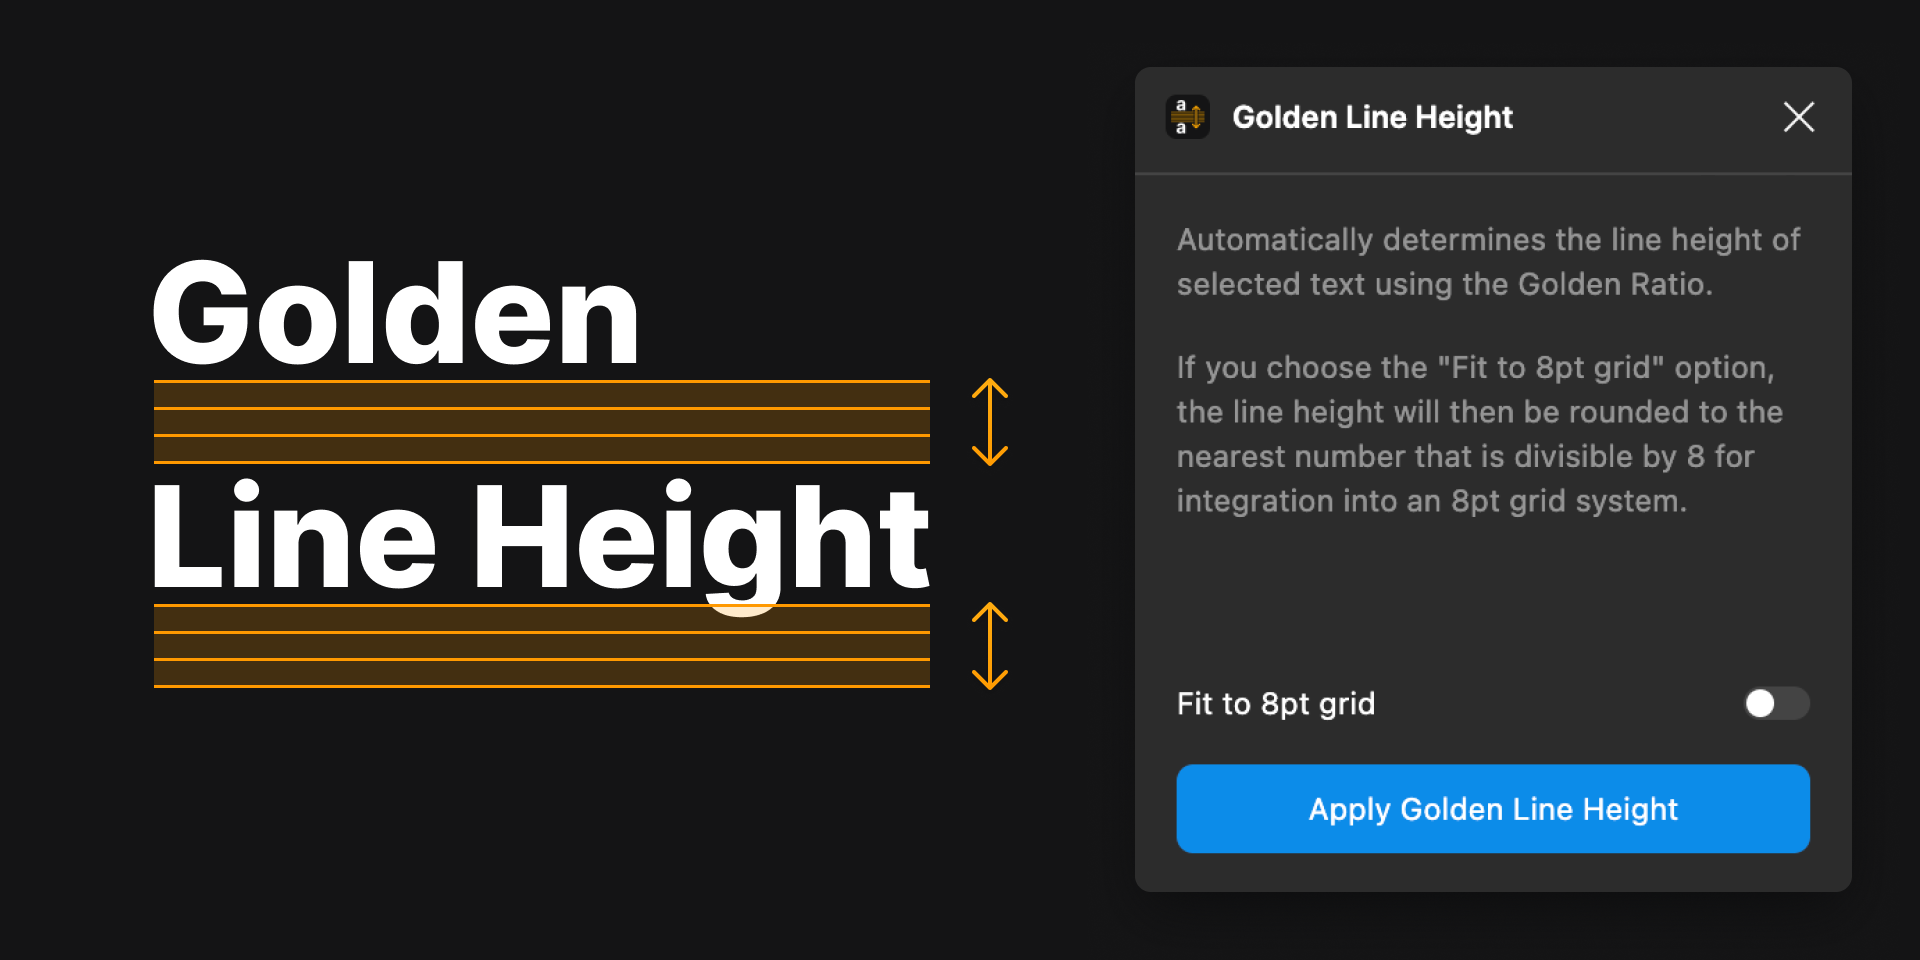 Golden
Line Height
a
a
Golden Line Height
Automatically determines the line height of
selected text using the Golden Ratio.
If you choose the "Fit to 8pt grid" option,
the line height will then be rounded to the
nearest number that is divisible by 8 for
integration into an 8pt grid system.
Fit to 8pt grid
Apply Golden Line Height